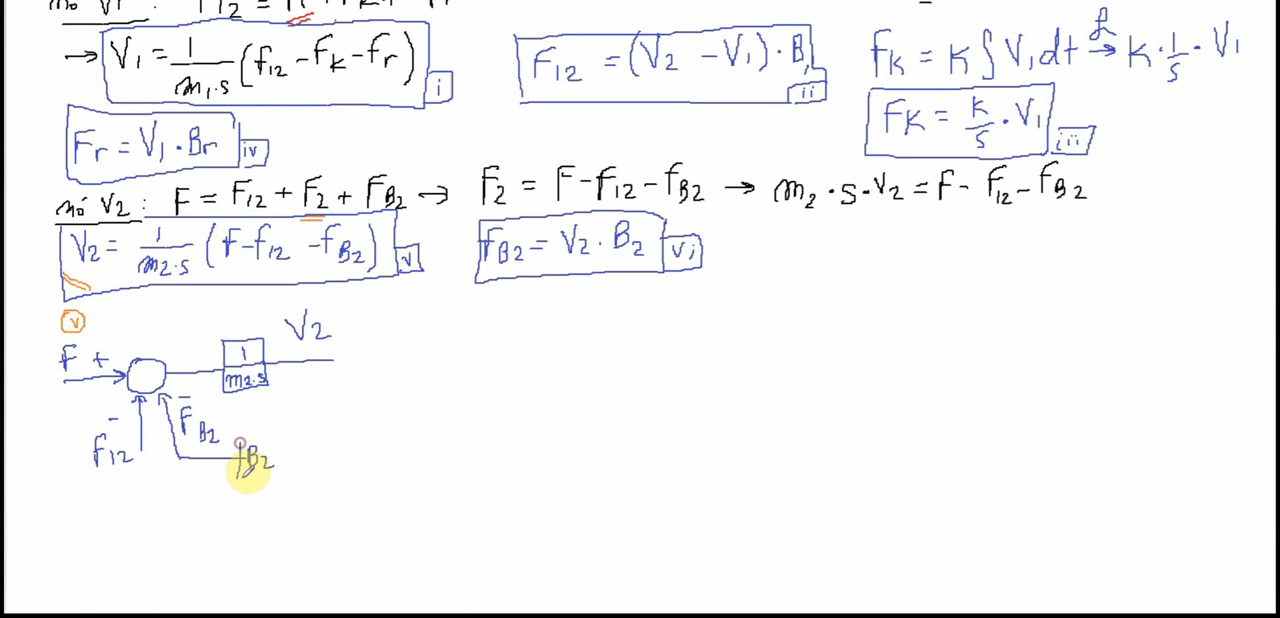 V1 = 1/m1.s (f12 - Fk - fr) i
F12 = (V2 - V1) . B1 ii
fK = K ∫ V1 dt →ℒ K . 1/s . V1
FK = K/s . V1 iii
Fr = V1 . Br iv
nó V2 : F = F12 + F2 + FB2 → F2 = F - f12 - fB2 → m2 . s . V2 = F - F12 - fB2
V2 = 1/m2.s (F - f12 - fB2) v
fB2 = V2 . B2 vi
v
V2
F +
1/m2.s
- -
F12 FB2
B2